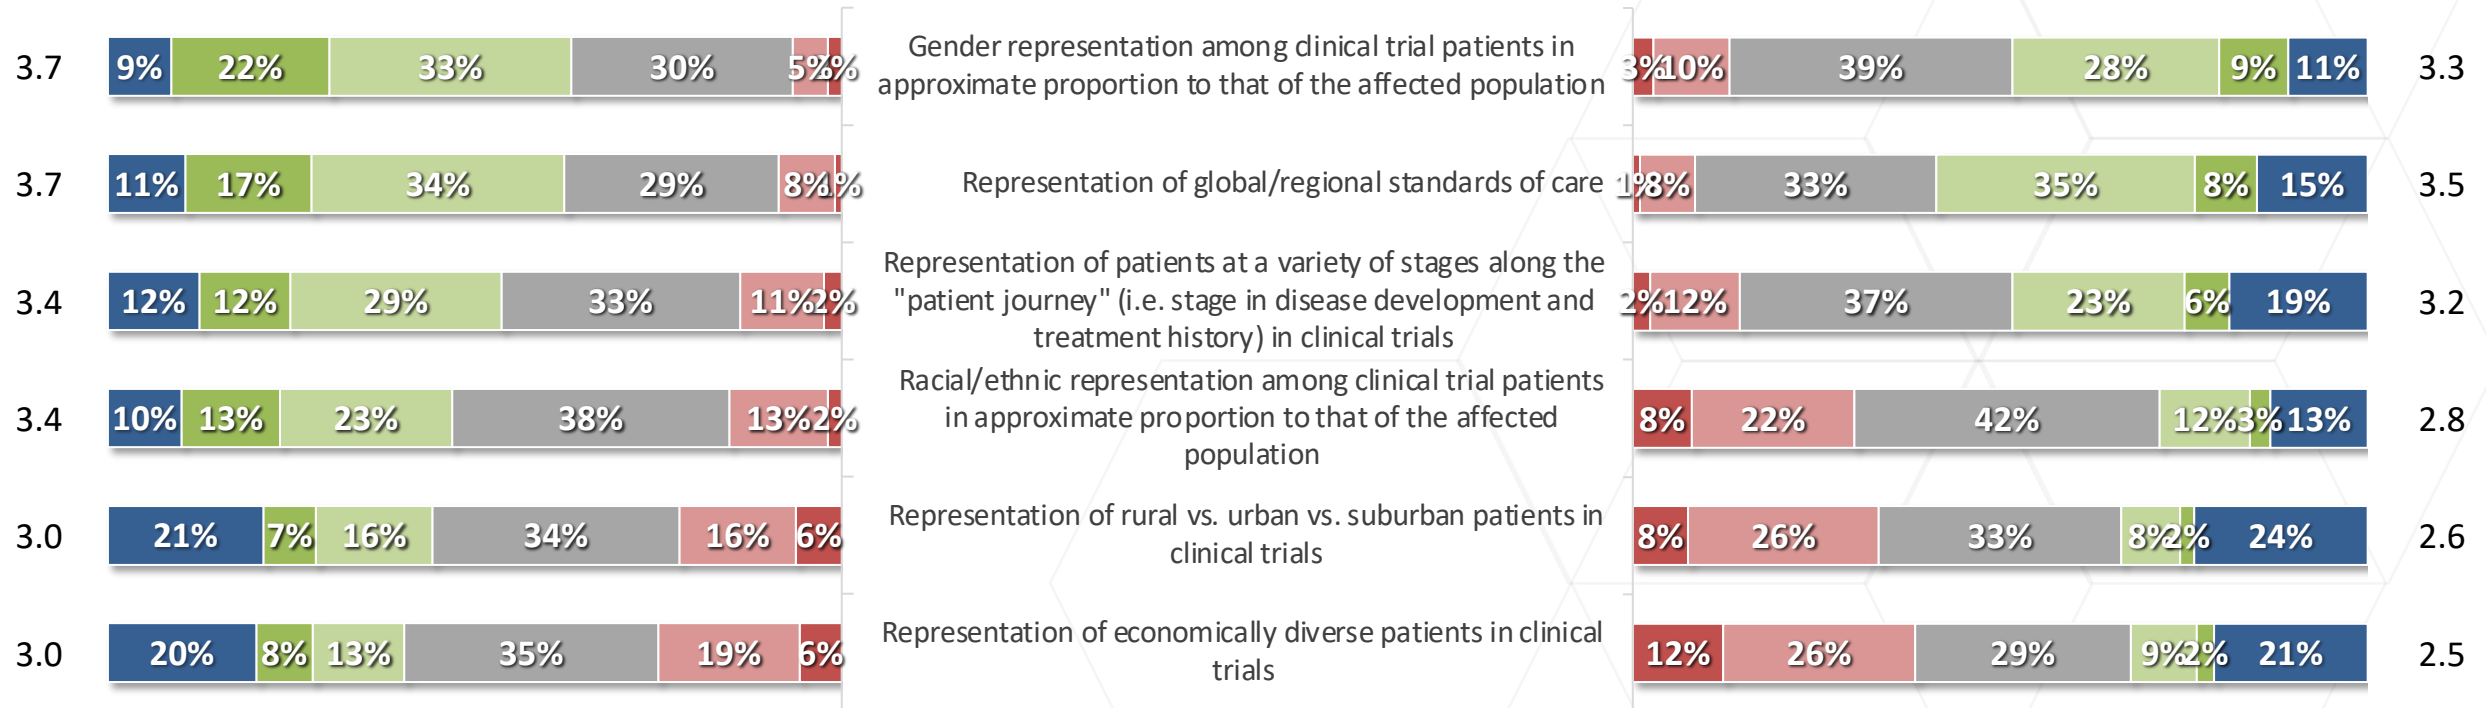 3.7 9% 22% 33% 30% 5% Gender representation among clinical trial patients in 3% 10% 39% 28% 9% 11% 3.3
approximate proportion to that of the affected population
3.7 11% 17% 34% 29% 8% 1% Representation of global/regional standards of care 1% 8% 33% 35% 8% 15% 3.5
Representation of patients at a variety of stages along the
3.4 12% 12% 29% 33% 11% 2% "patient journey" (i.e. stage in disease development and 2% 12% 37% 23% 6% 19% 3.2
treatment history) in clinical trials
Racial/ethnic representation among clinical trial patients
3.4 10% 13% 23% 38% 13% 2% in approximate proportion to that of the affected 8% 22% 42% 12% 3% 13% 2.8
population
3.0 21% 7% 16% 34% 16% 6% Representation of rural vs. urban vs. suburban patients in 8% 26% 33% 8% 2% 24% 2.6
clinical trials
3.0 20% 8% 13% 35% 19% 6% Representation of economically diverse patients in clinical 12% 26% 29% 9% 2% 21% 2.5
trials